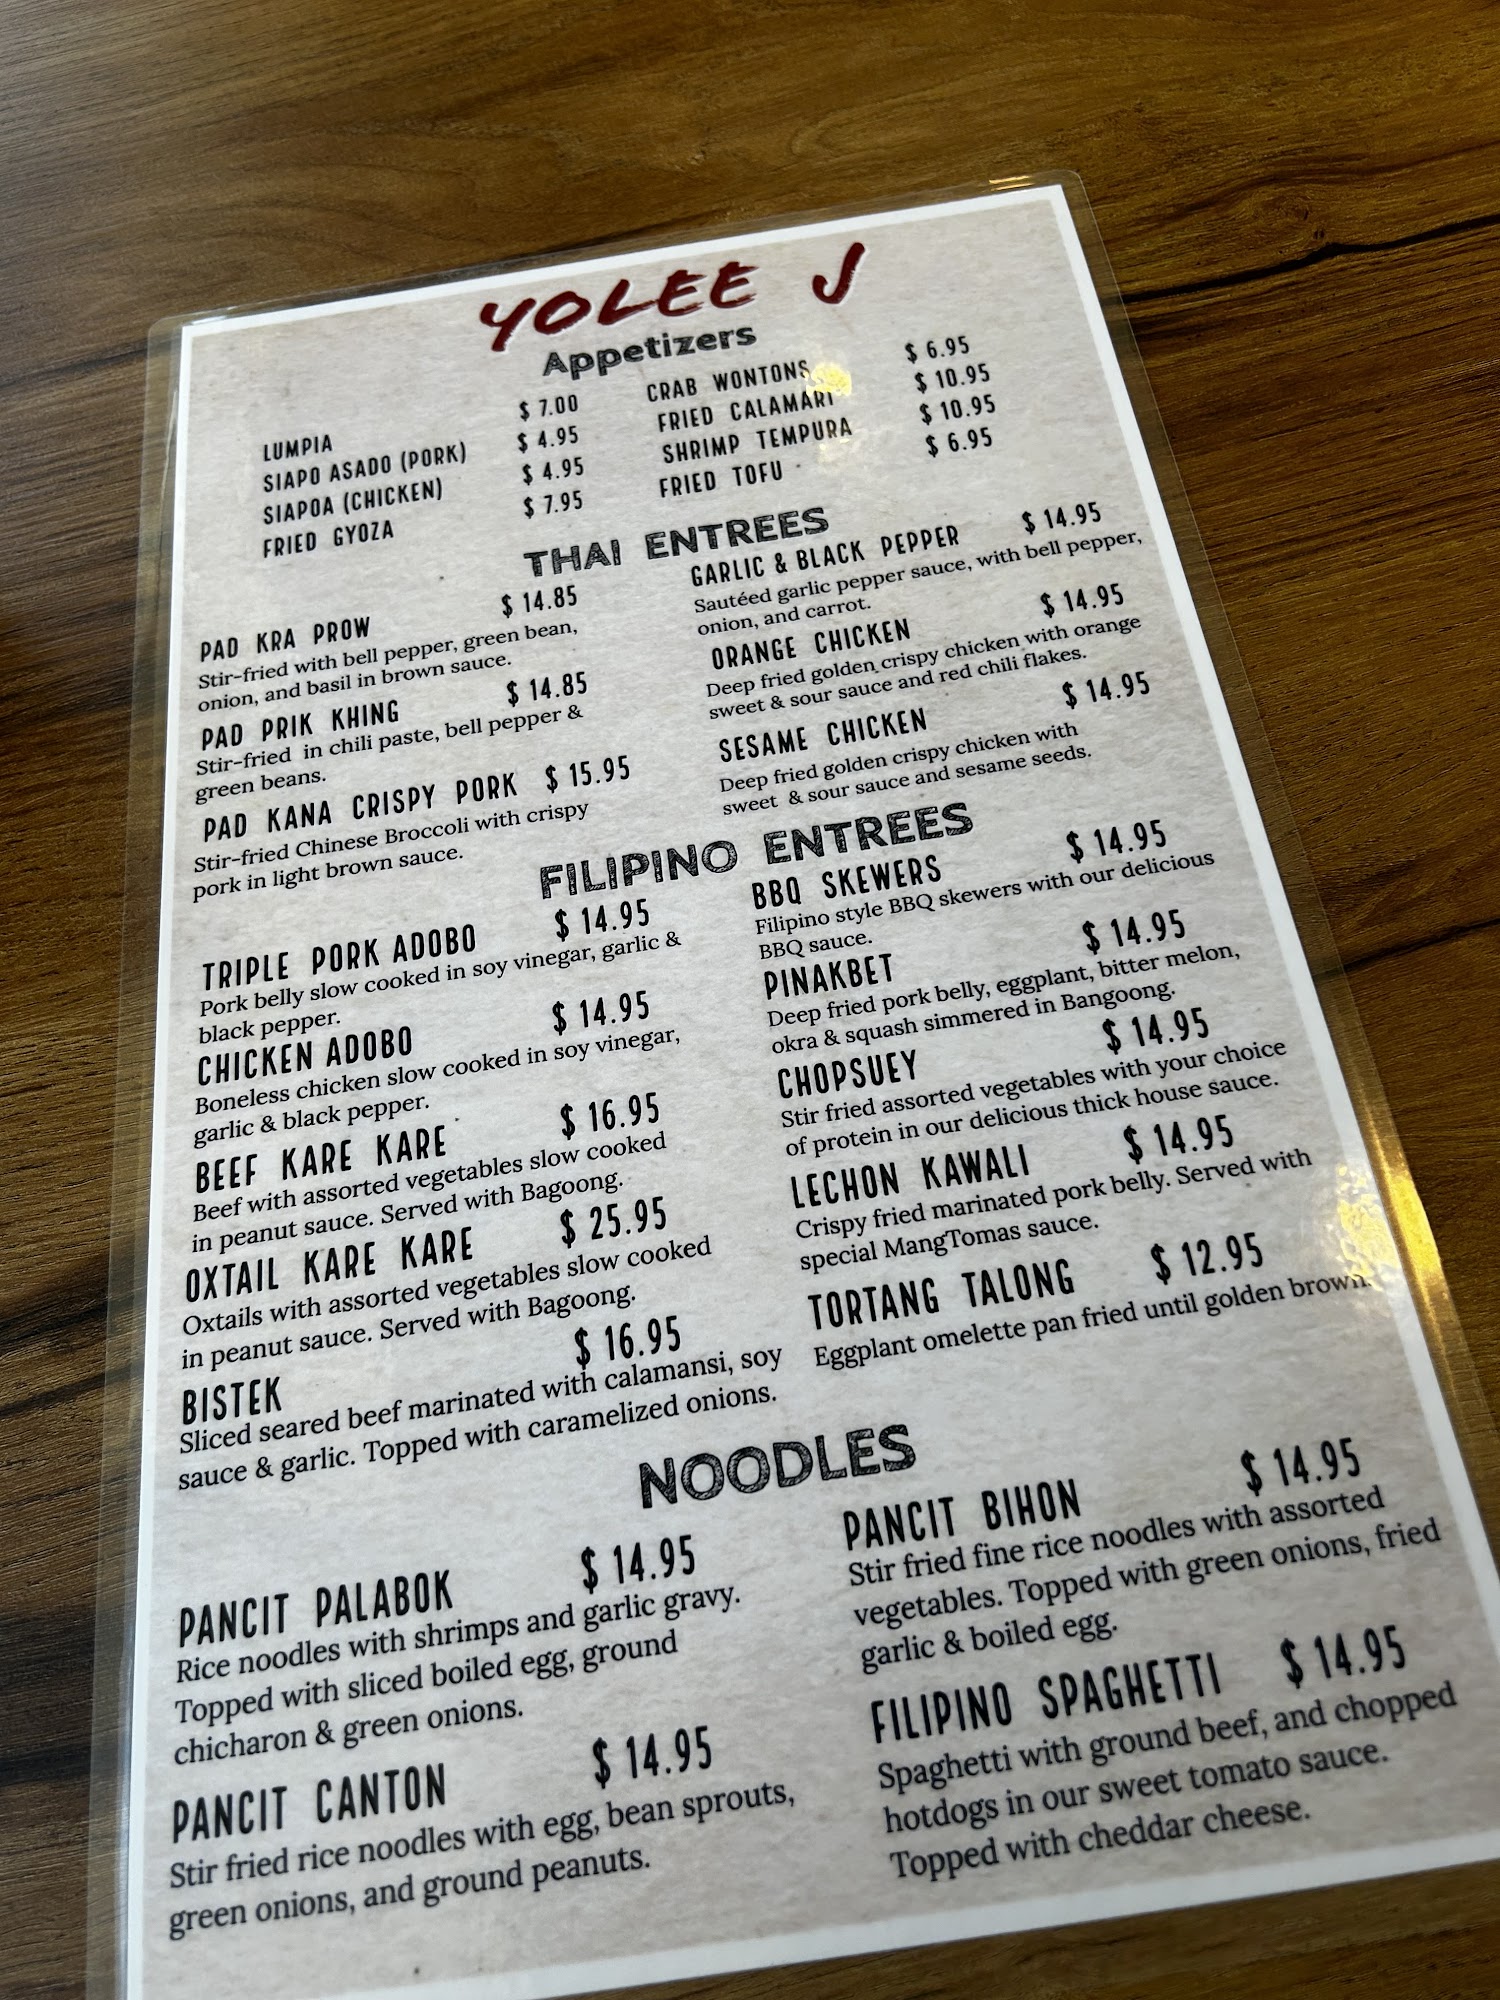 YOLEE J
Appetizers
LUMPIA $ 7.00
SIAPO ASADO (PORK) $ 4.95
SIAPOA (CHICKEN) $ 4.95
FRIED GYOZA $ 7.95
CRAB WONTONS $ 6.95
FRIED CALAMARI $ 10.95
SHRIMP TEMPURA $ 10.95
FRIED TOFU $ 6.95
THAI ENTREES
PAD KRA PROW $ 14.85
Stir-fried with bell pepper, green bean,
onion, and basil in brown sauce.
PAD PRIK KHING $ 14.85
Stir-fried in chili paste, bell pepper &
green beans.
PAD KANA CRISPY PORK $ 15.95
Stir-fried Chinese Broccoli with crispy
pork in light brown sauce.
GARLIC & BLACK PEPPER $ 14.95
Sautéed garlic pepper sauce, with bell pepper,
onion, and carrot.
ORANGE CHICKEN $ 14.95
Deep fried golden crispy chicken with orange
sweet & sour sauce and red chili flakes.
SESAME CHICKEN $ 14.95
Deep fried golden crispy chicken with
sweet & sour sauce and sesame seeds.
FILIPINO ENTREES
TRIPLE PORK ADOBO $ 14.95
Pork belly slow cooked in soy vinegar, garlic &
black pepper.
CHICKEN ADOBO $ 14.95
Boneless chicken slow cooked in soy vinegar,
garlic & black pepper.
BEEF KARE KARE $ 16.95
Beef with assorted vegetables slow cooked
in peanut sauce. Served with Bagoong.
OXTAIL KARE KARE $ 25.95
Oxtails with assorted vegetables slow cooked
in peanut sauce. Served with Bagoong.
BISTEK $ 16.95
Sliced seared beef marinated with calamansi, soy
sauce & garlic. Topped with caramelized onions.
BBQ SKEWERS $ 14.95
Filipino style BBQ skewers with our delicious
BBQ sauce.
PINAKBET $ 14.95
Deep fried pork belly, eggplant, bitter melon,
okra & squash simmered in Bangoong.
CHOPSUEY $ 14.95
Stir fried assorted vegetables with your choice
of protein in our delicious thick house sauce.
LECHON KAWALI $ 14.95
Crispy fried marinated pork belly. Served with
special MangTomas sauce.
TORTANG TALONG $ 12.95
Eggplant omelette pan fried until golden brown.
NOODLES
PANCIT PALABOK $ 14.95
Rice noodles with shrimps and garlic gravy.
Topped with sliced boiled egg, ground
chicharon & green onions.
PANCIT CANTON $ 14.95
Stir fried rice noodles with egg, bean sprouts,
green onions, and ground peanuts.
PANCIT BIHON $ 14.95
Stir fried fine rice noodles with assorted
vegetables. Topped with green onions, fried
garlic & boiled egg.
FILIPINO SPAGHETTI $ 14.95
Spaghetti with ground beef, and chopped
hotdogs in our sweet tomato sauce.
Topped with cheddar cheese.